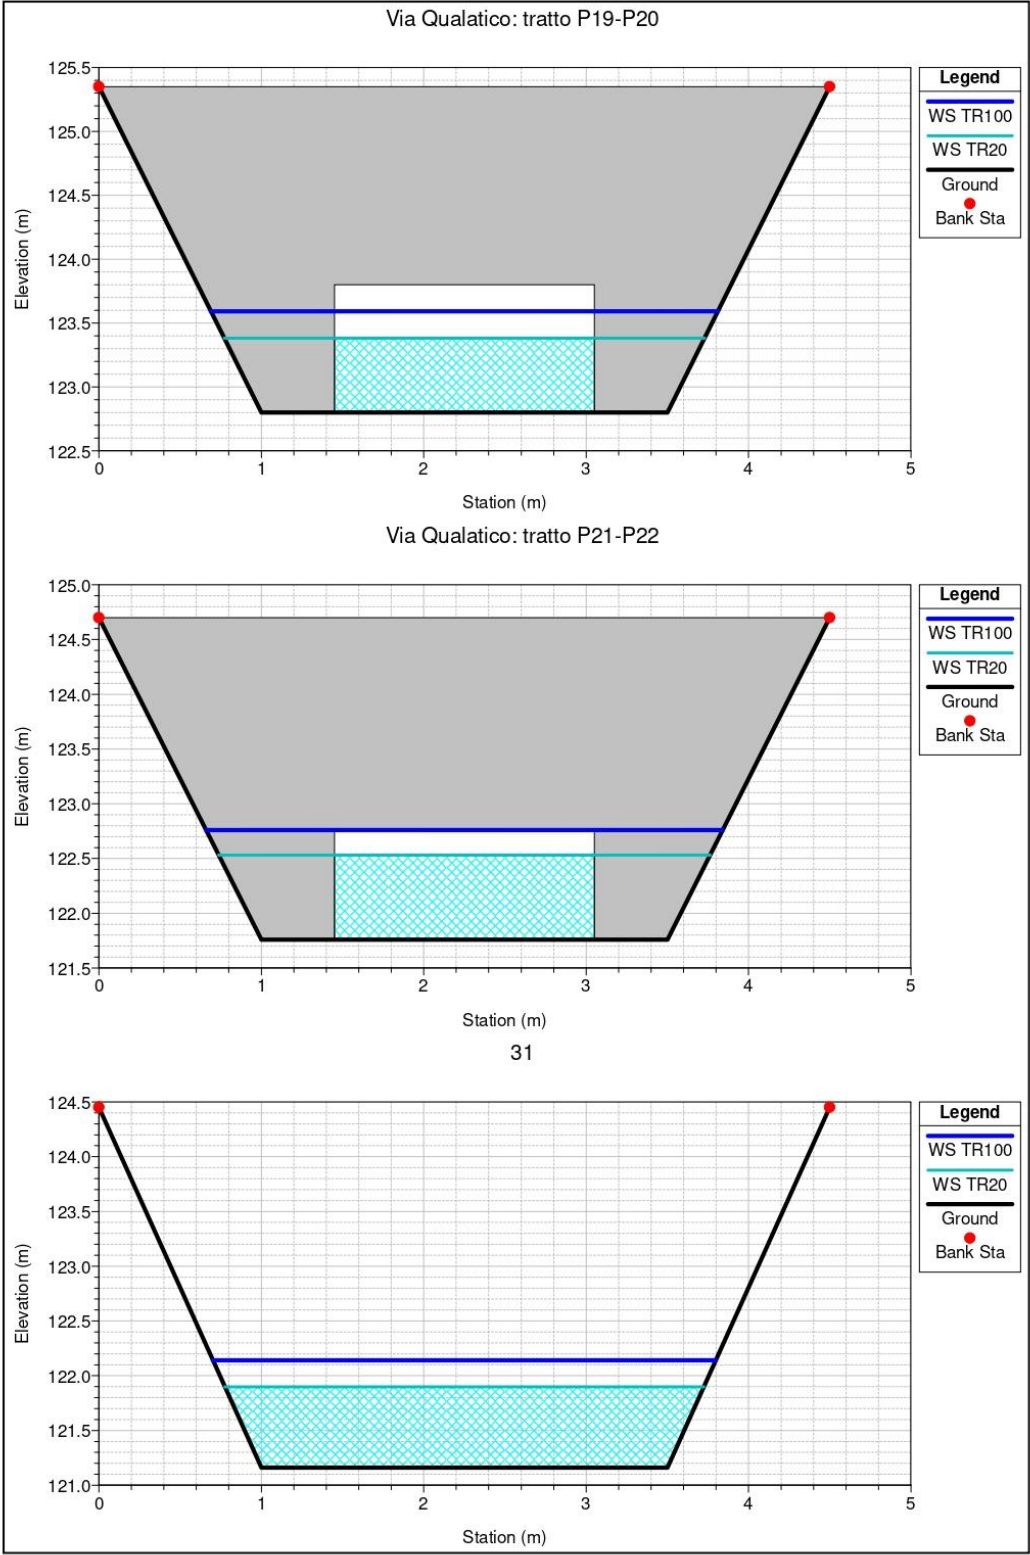 Via Qualatico: tratto P19-P20
125.5
125.0
124.5
124.0
123.5
123.0
122.5
0 1 2 3 4 5
Station (m)
Elevation (m)
Legend
WS TR100
WS TR20
Ground
Bank Sta
Via Qualatico: tratto P21-P22
125.0
124.5
124.0
123.5
123.0
122.5
122.0
121.5
0 1 2 3 4 5
Station (m)
Elevation (m)
Legend
WS TR100
WS TR20
Ground
Bank Sta
31
124.5
124.0
123.5
123.0
122.5
122.0
121.5
121.0
0 1 2 3 4 5
Station (m)
Elevation (m)
Legend
WS TR100
WS TR20
Ground
Bank Sta